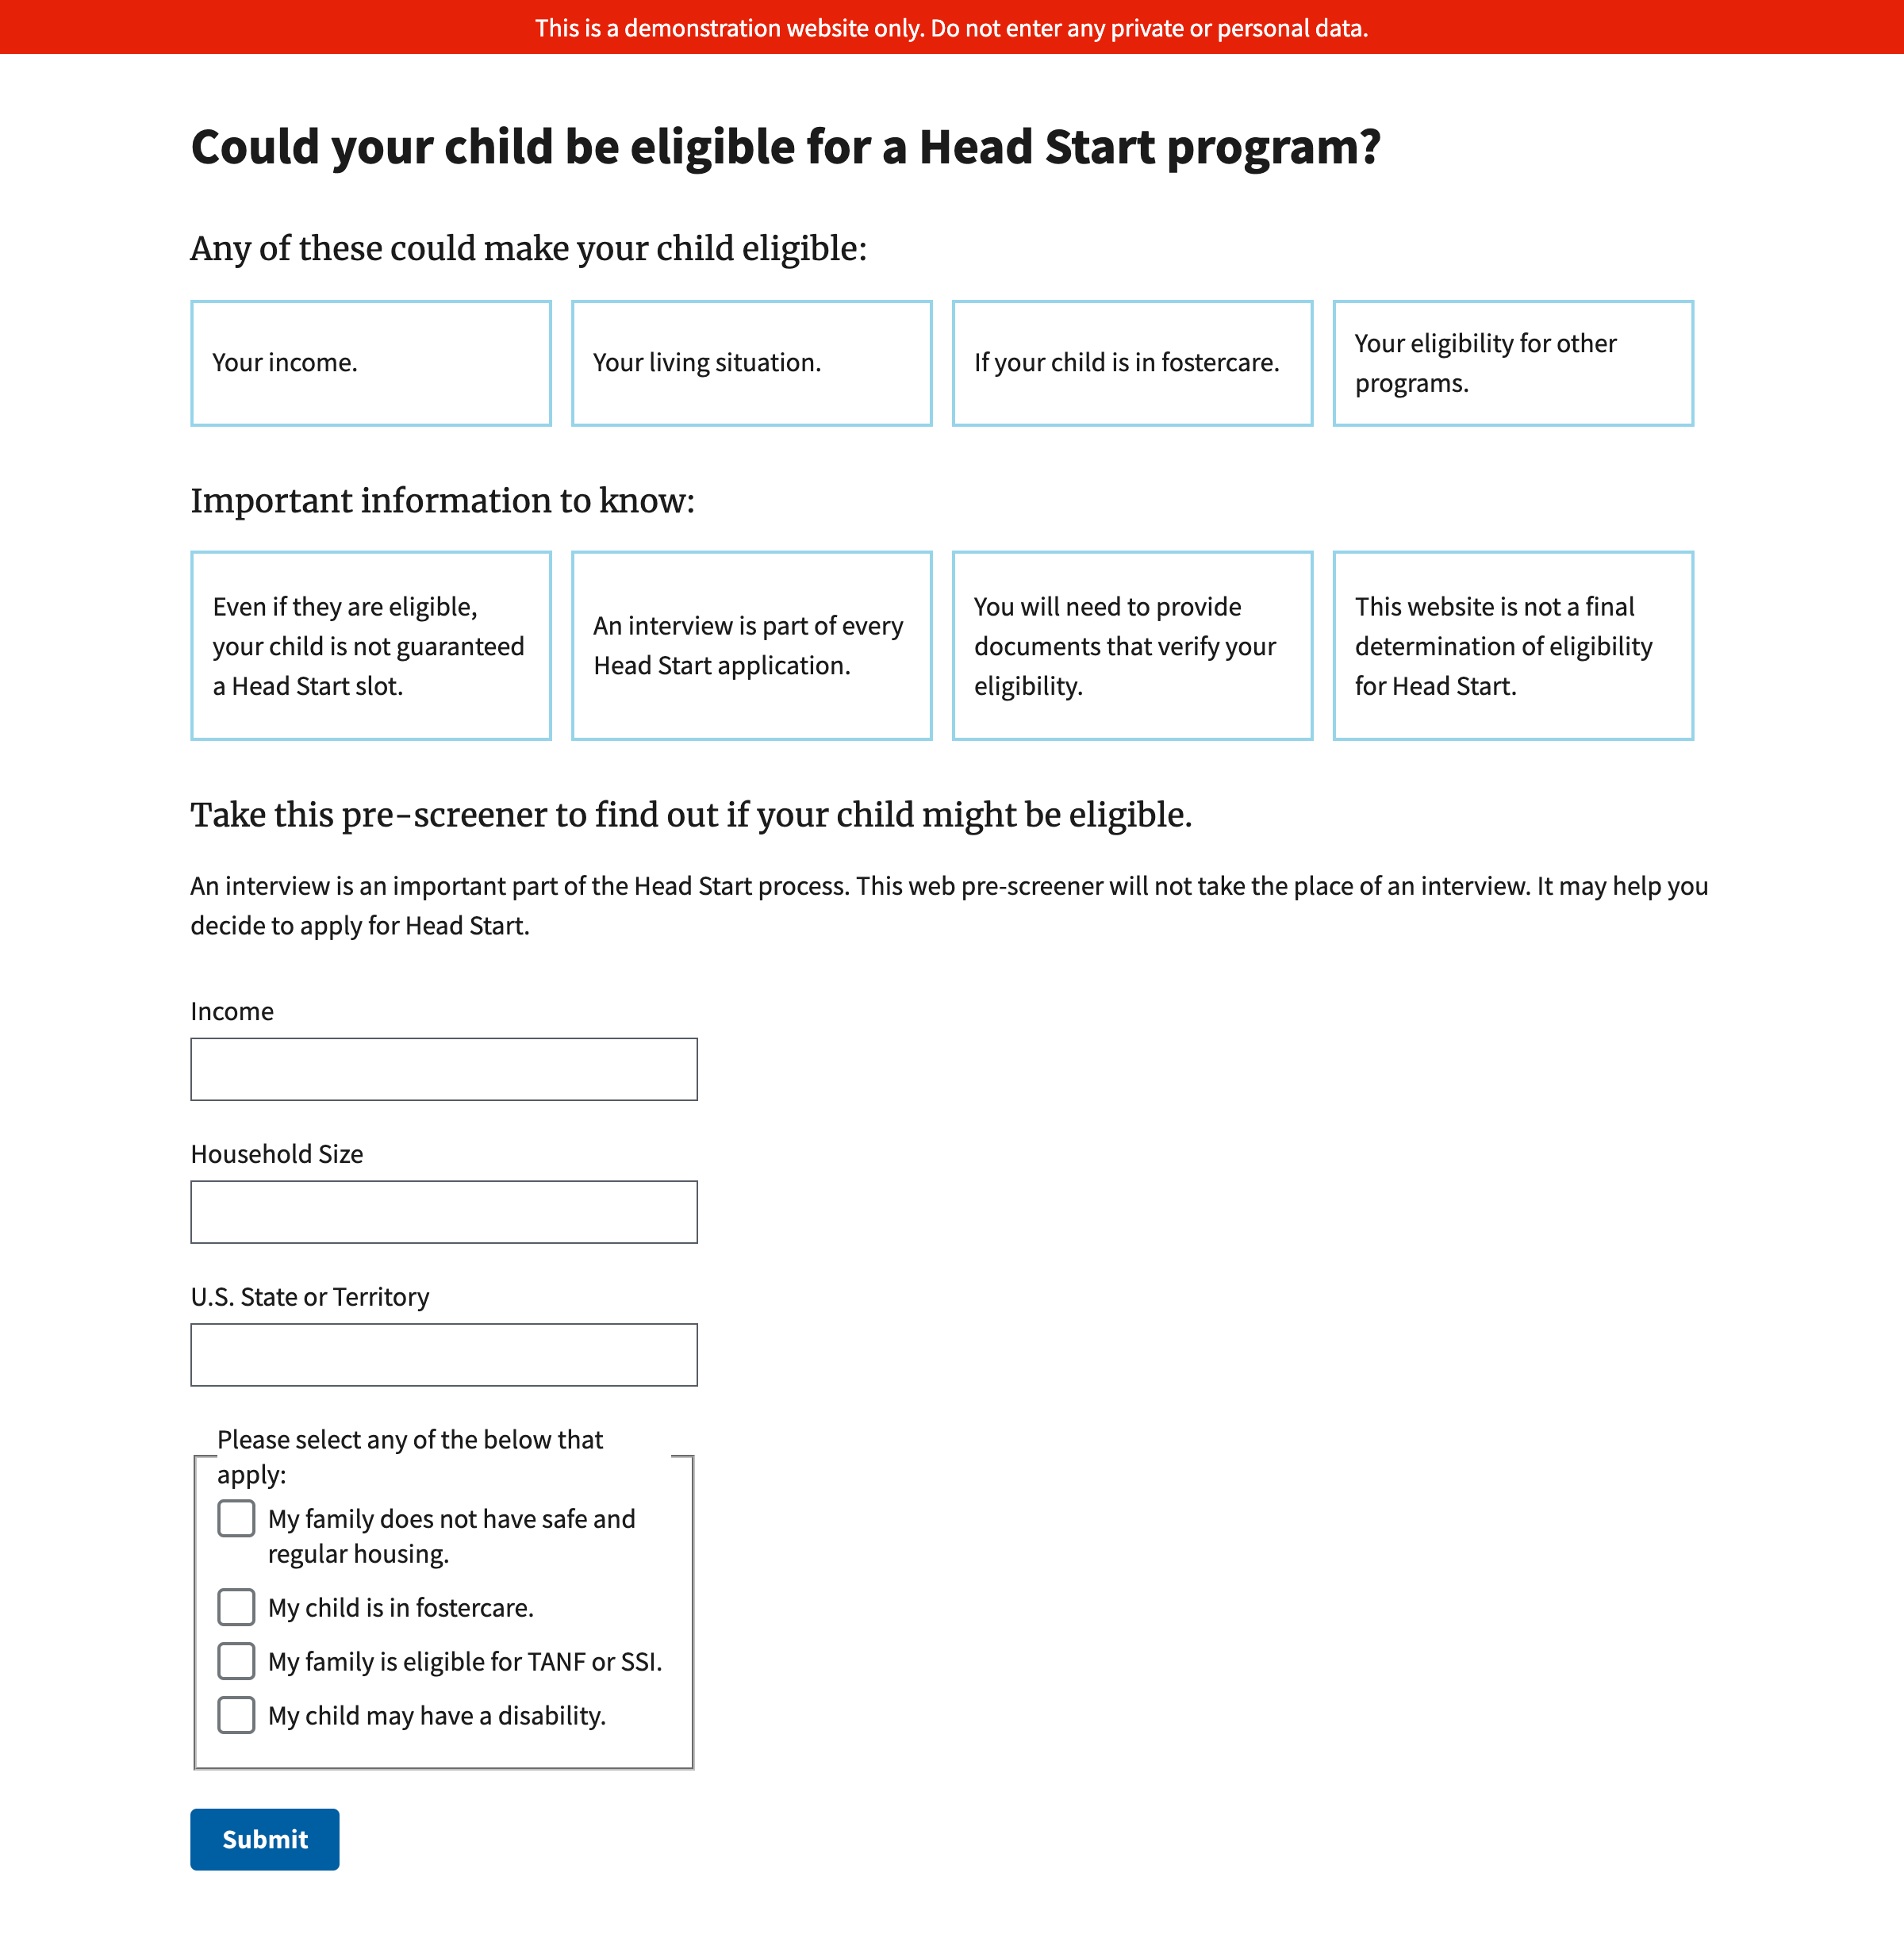 This is a demonstration website only. Do not enter any private or personal data.
Could your child be eligible for a Head Start program?
Any of these could make your child eligible:
Your income.
Your living situation.
If your child is in fostercare.
Your eligibility for other
programs.
Important information to know:
Even if they are eligible,
your child is not guaranteed
a Head Start slot.
An interview is part of every
Head Start application.
You will need to provide
documents that verify your
eligibility.
This website is not a final
determination of eligibility
for Head Start.
Take this pre-screener to find out if your child might be eligible.
An interview is an important part of the Head Start process. This web pre-screener will not take the place of an interview. It may help you
decide to apply for Head Start.
Income
Household Size
U.S. State or Territory
Please select any of the below that
apply:
My family does not have safe and
regular housing.
My child is in fostercare.
My family is eligible for TANF or SSI.
My child may have a disability.
Submit